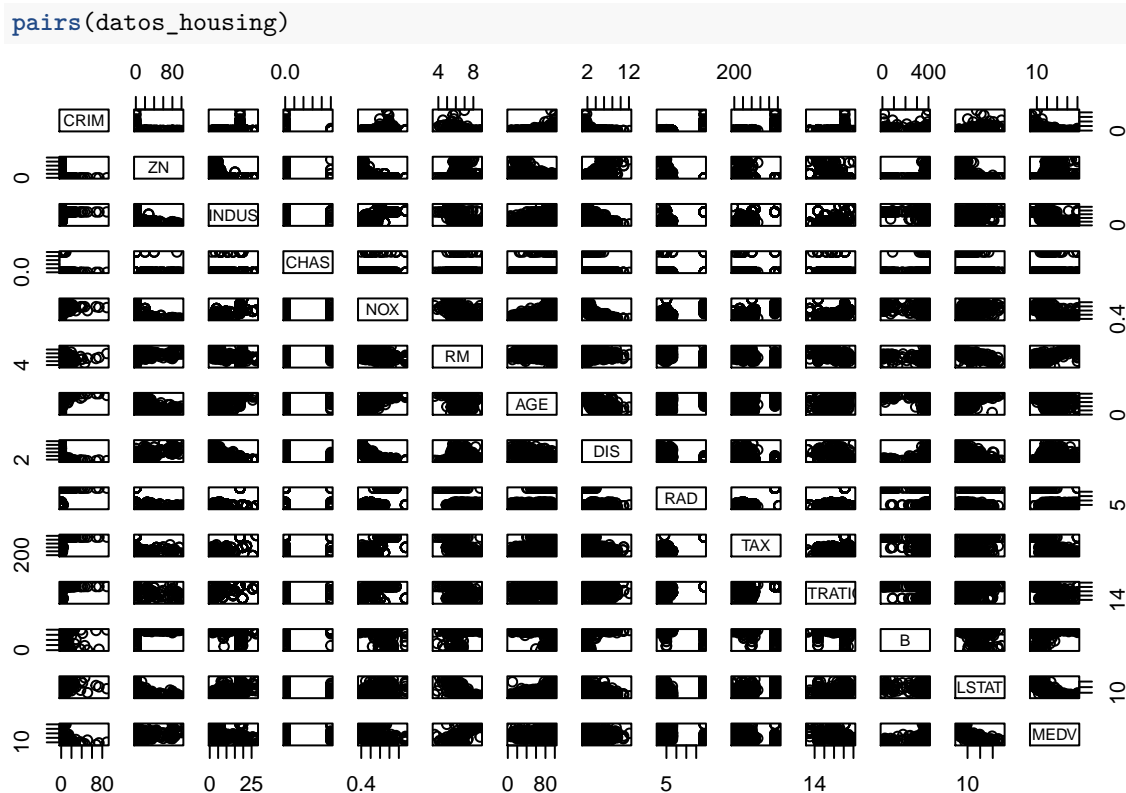 pairs(datos_housing)
0 80 0.0 4 8 2 12 200 0 400 10
CRIM 0
0 ZN
INDUS 0
0.0 CHAS
NOX 0.4
4 RM
AGE 0
2 DIS
RAD 5
200 TAX
TRATI 14
0 B
LSTAT 10
10 MEDV
0 80 0 25 0.4 0 80 5 14 10